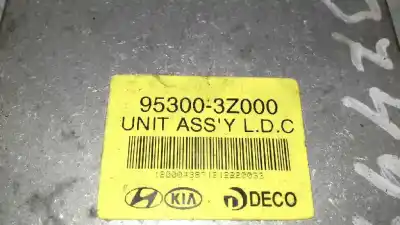 95300-3Z000
UNIT ASS'Y L.D.C
KIA DECO